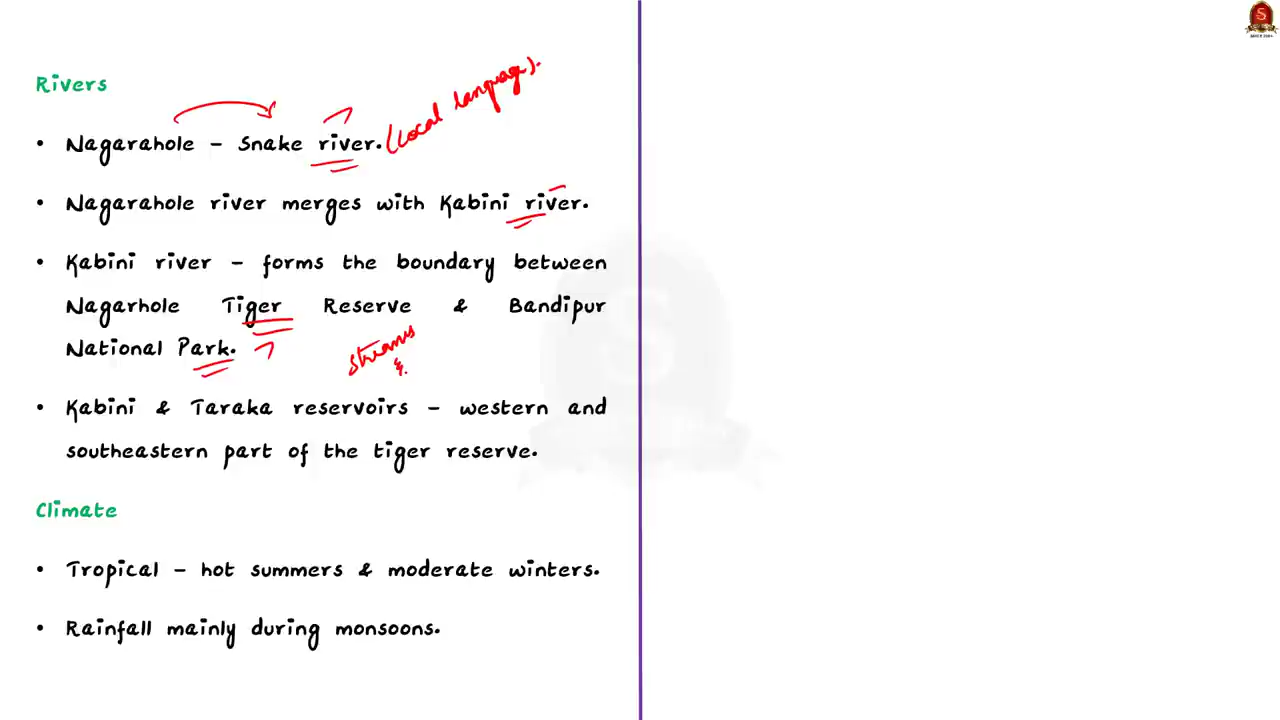 Rivers
(Local language).
• Nagarahole – Snake river.
• Nagarahole river merges with Kabini river.
• Kabini river – forms the boundary between
Nagarhole Tiger Reserve & Bandipur
National Park.
Streams
&.
• Kabini & Taraka reservoirs – western and
southeastern part of the tiger reserve.
Climate
• Tropical – hot summers & moderate winters.
• Rainfall mainly during monsoons.